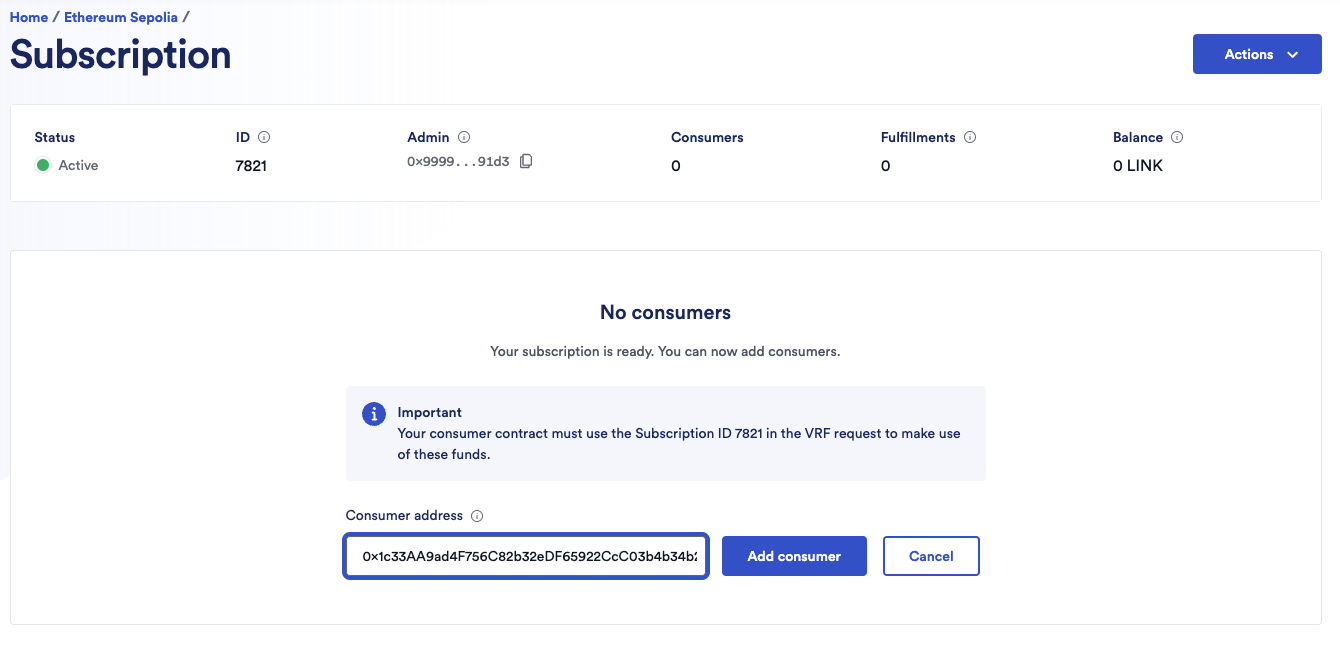 Home / Ethereum Sepolia /
Subscription
Actions
Status ID Admin Consumers Fulfillments Balance
Active 7821 0x9999...91d3 0 0 0 LINK
No consumers
Your subscription is ready. You can now add consumers.
Important
Your consumer contract must use the Subscription ID 7821 in the VRF request to make use
of these funds.
Consumer address
0x1c33AA9ad4F756C82b32eDF65922CcC03b4b34b2
Add consumer Cancel